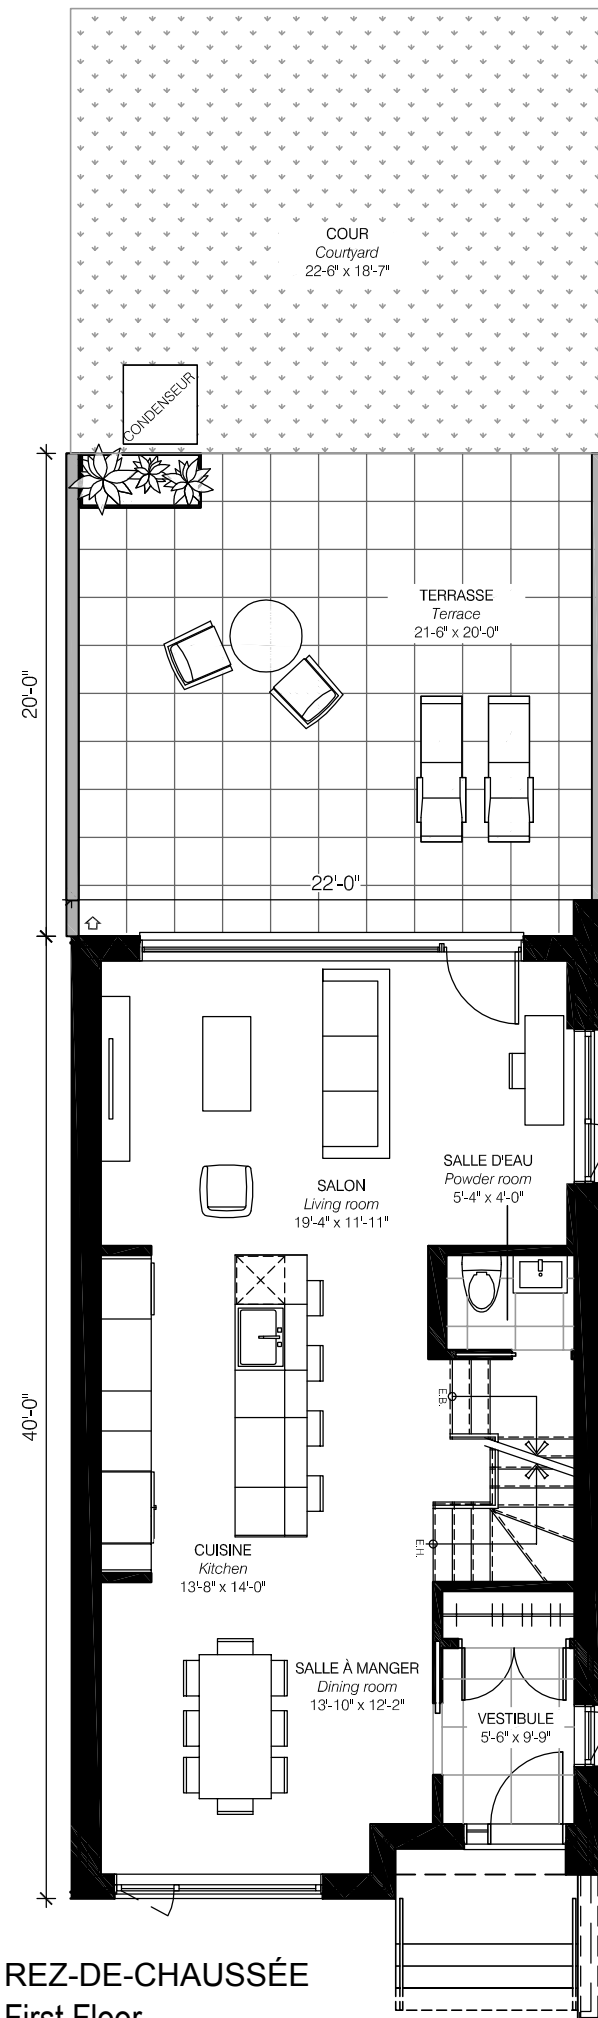 COUR
Courtyard
22-6" x 18'-7"
CONDENSEUR
TERRASSE
Terrace
21-6" x 20'-0"
20'-0"
22'-0"
SALLE D'EAU
Powder room
5'-4" x 4'-0"
SALON
Living room
19'-4" x 11'-11"
E.B.
40'-0"
E.H.
CUISINE
Kitchen
13'-8" x 14'-0"
SALLE À MANGER
Dining room
13'-10" x 12'-2"
VESTIBULE
5'-6" x 9'-9"
REZ-DE-CHAUSSÉE
First Floor